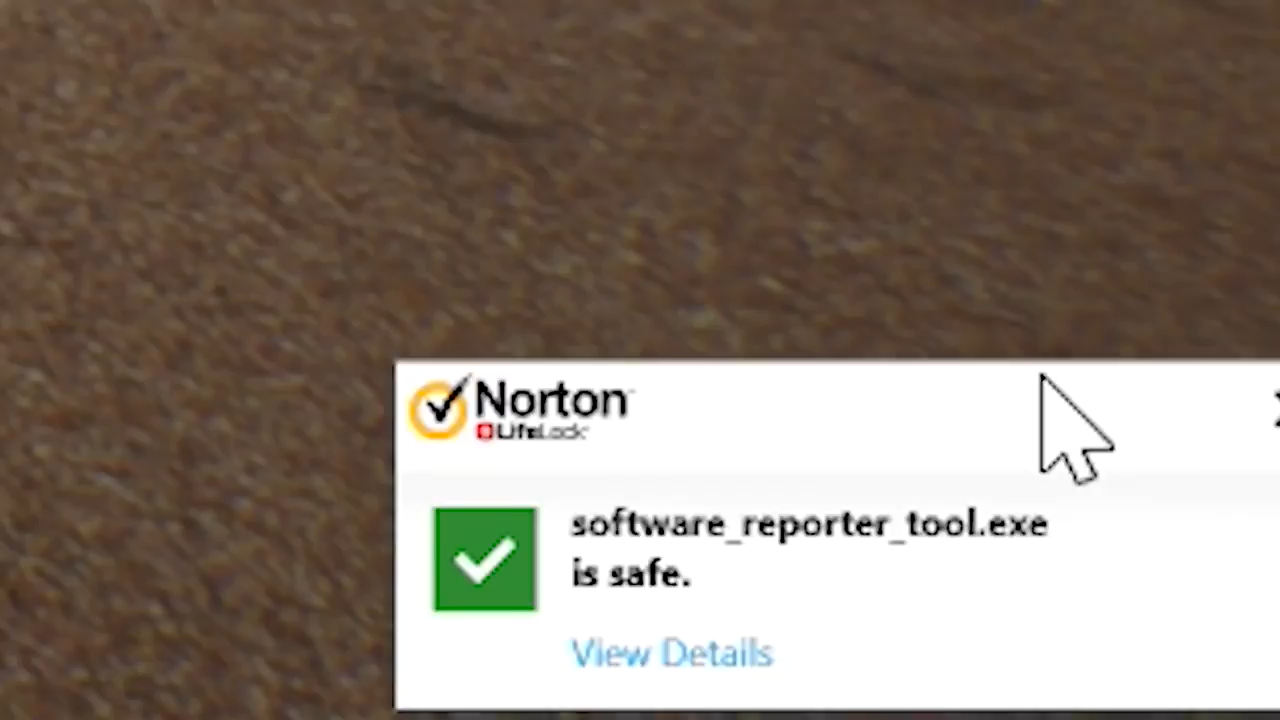 Norton
LifeLock
software_reporter_tool.exe
is safe.
View Details